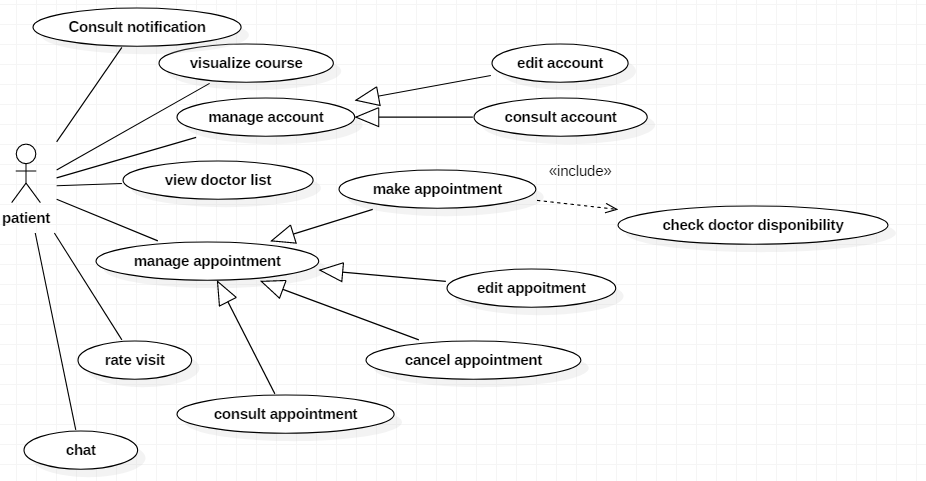 Consult notification
visualize course
edit account
manage account
consult account
view doctor list
make appointment
«include»
patient
check doctor disponibility
manage appointment
edit appoitment
rate visit
cancel appointment
consult appointment
chat